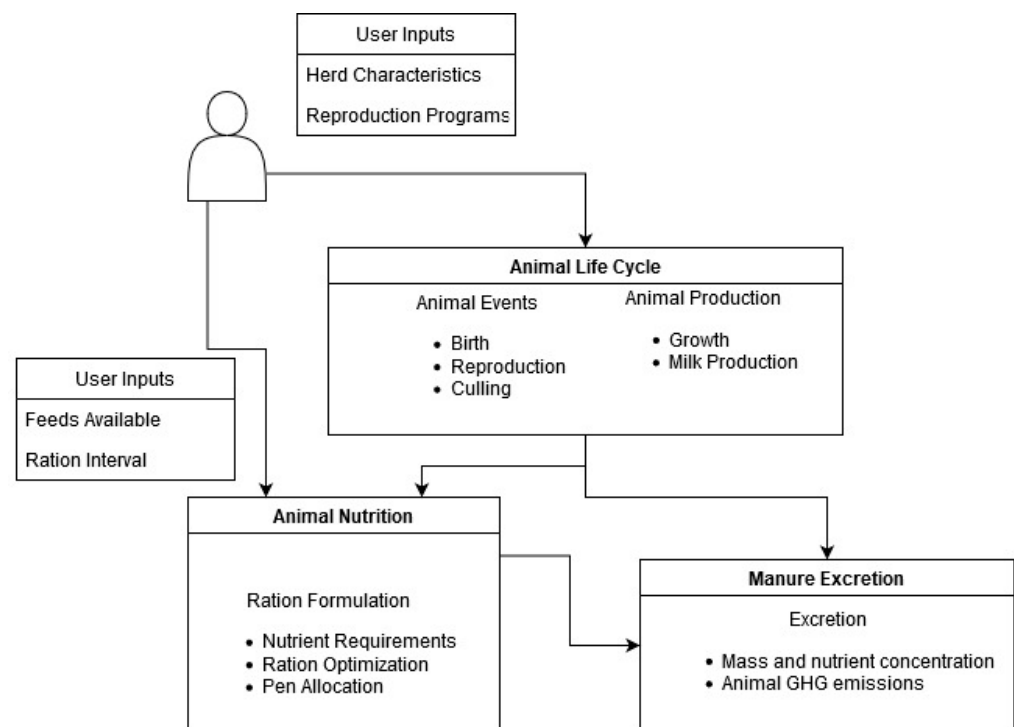 User Inputs
Herd Characteristics
Reproduction Programs
Animal Life Cycle
Animal Events
Birth
Reproduction
Culling
Animal Production
Growth
Milk Production
User Inputs
Feeds Available
Ration Interval
Animal Nutrition
Ration Formulation
Nutrient Requirements
Ration Optimization
Pen Allocation
Manure Excretion
Excretion
Mass and nutrient concentration
Animal GHG emissions